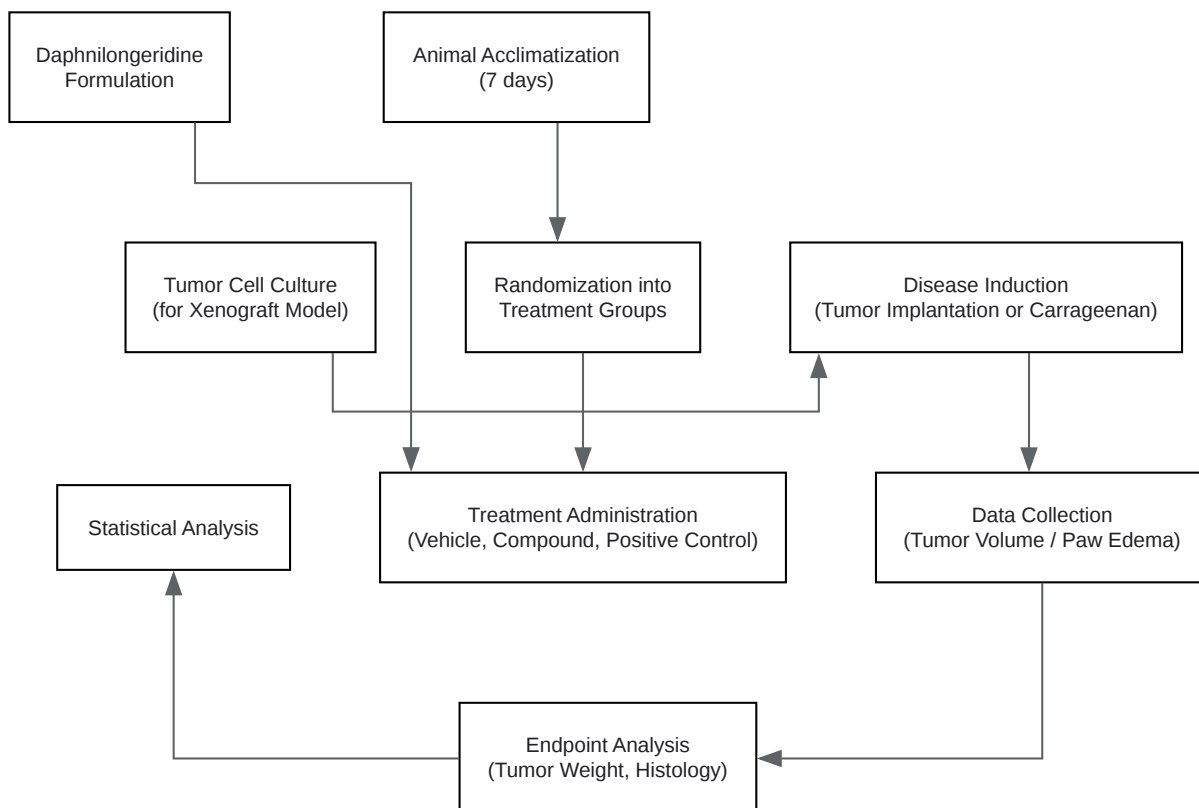 Daphnilongeridine
Formulation
Animal Acclimatization
(7 days)
Tumor Cell Culture
(for Xenograft Model)
Randomization into
Treatment Groups
Disease Induction
(Tumor Implantation or Carrageenan)
Statistical Analysis
Treatment Administration
(Vehicle, Compound, Positive Control)
Data Collection
(Tumor Volume / Paw Edema)
Endpoint Analysis
(Tumor Weight, Histology)